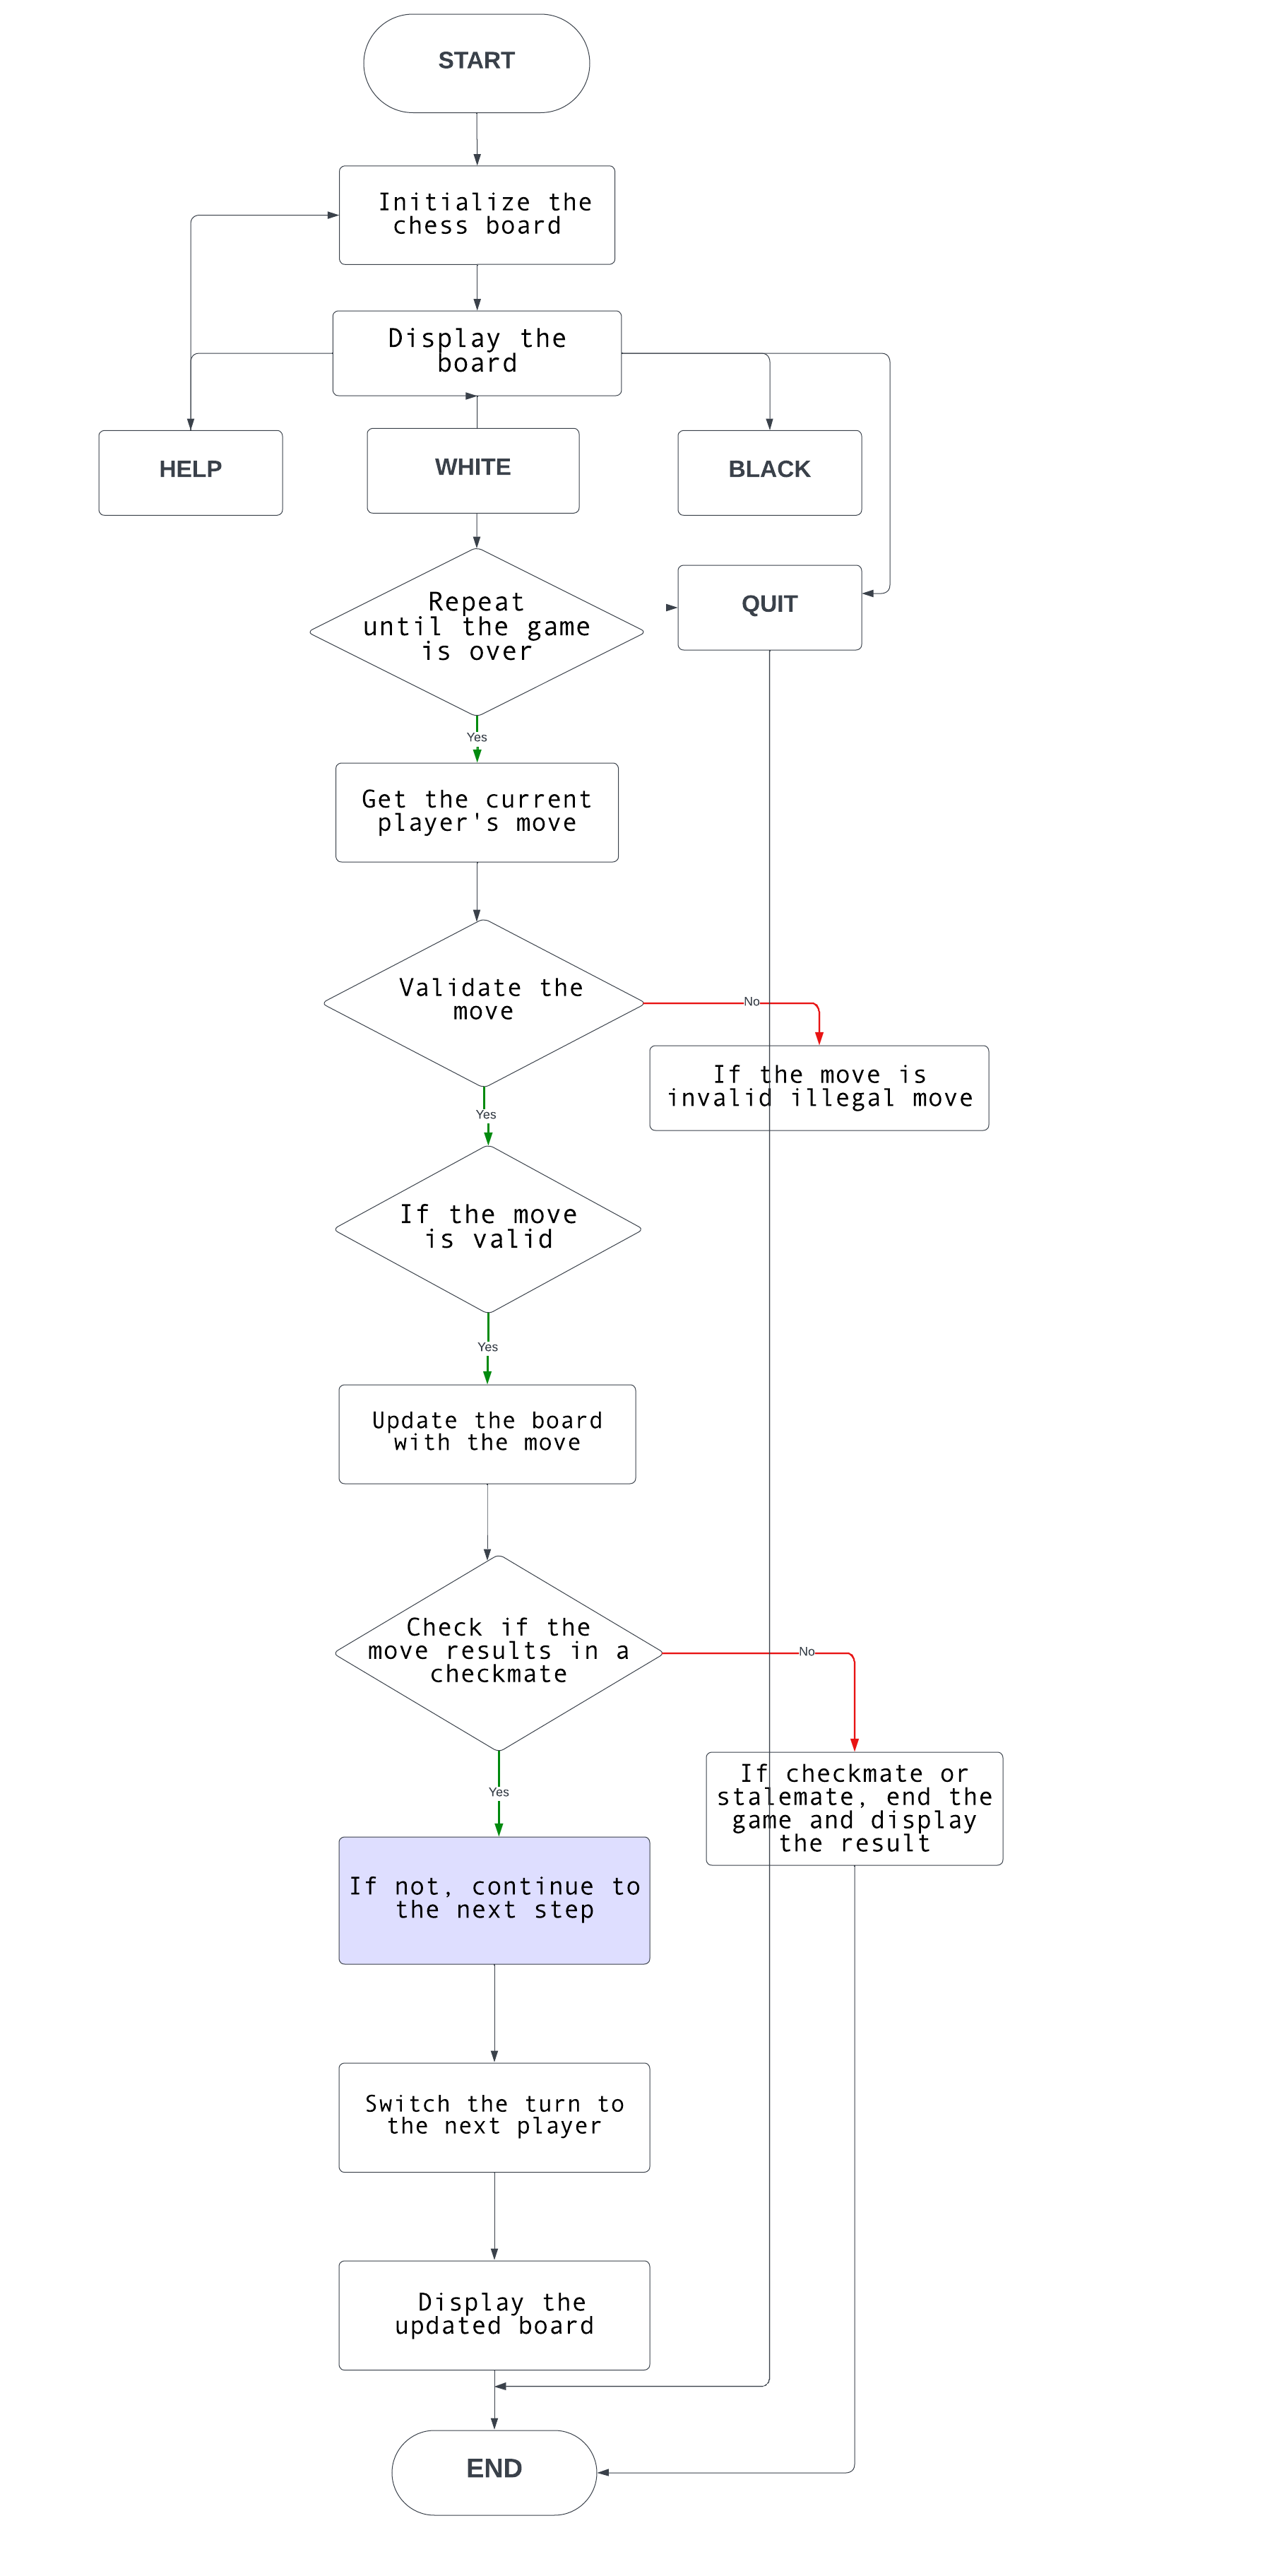 START
Initialize the
chess board
Display the
board
HELP
WHITE
BLACK
Repeat
until the game
is over
QUIT
Yes
Get the current
player's move
Validate the
move
No
If the move is
invalid illegal move
Yes
If the move
is valid
Yes
Update the board
with the move
Check if the
move results in a
checkmate
No
If checkmate or
stalemate, end the
game and display
the result
Yes
If not, continue to
the next step
Switch the turn to
the next player
Display the
updated board
END